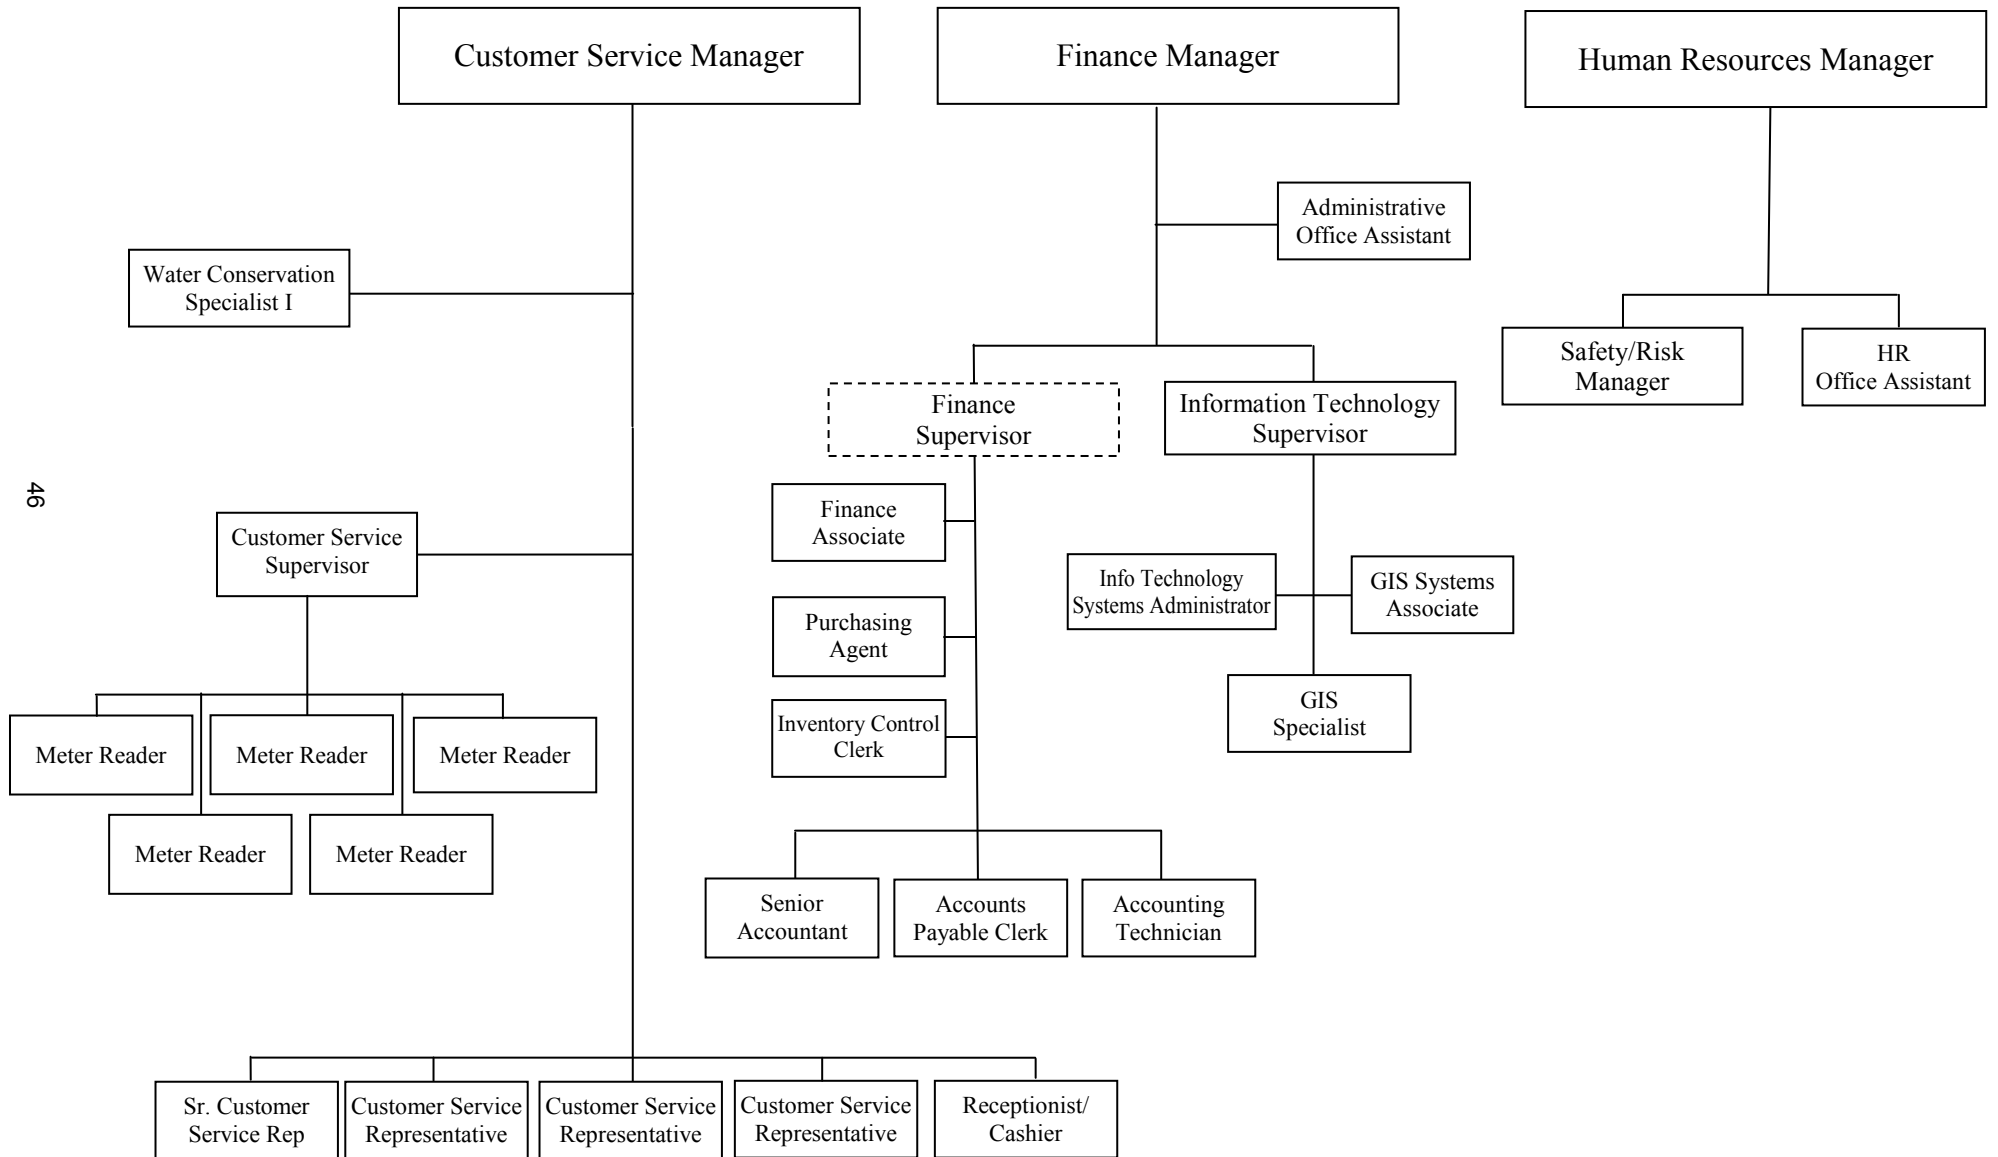 Customer Service Manager
Finance Manager
Human Resources Manager
Administrative
Office Assistant
Water Conservation
Specialist I
Safety/Risk
Manager
HR
Office Assistant
Finance
Supervisor
Information Technology
Supervisor
46
Customer Service
Supervisor
Finance
Associate
Info Technology
Systems Administrator
GIS Systems
Associate
Purchasing
Agent
Inventory Control
Clerk
GIS
Specialist
Meter Reader
Meter Reader
Meter Reader
Meter Reader
Meter Reader
Senior
Accountant
Accounts
Payable Clerk
Accounting
Technician
Sr. Customer
Service Rep
Customer Service
Representative
Customer Service
Representative
Customer Service
Representative
Receptionist/
Cashier